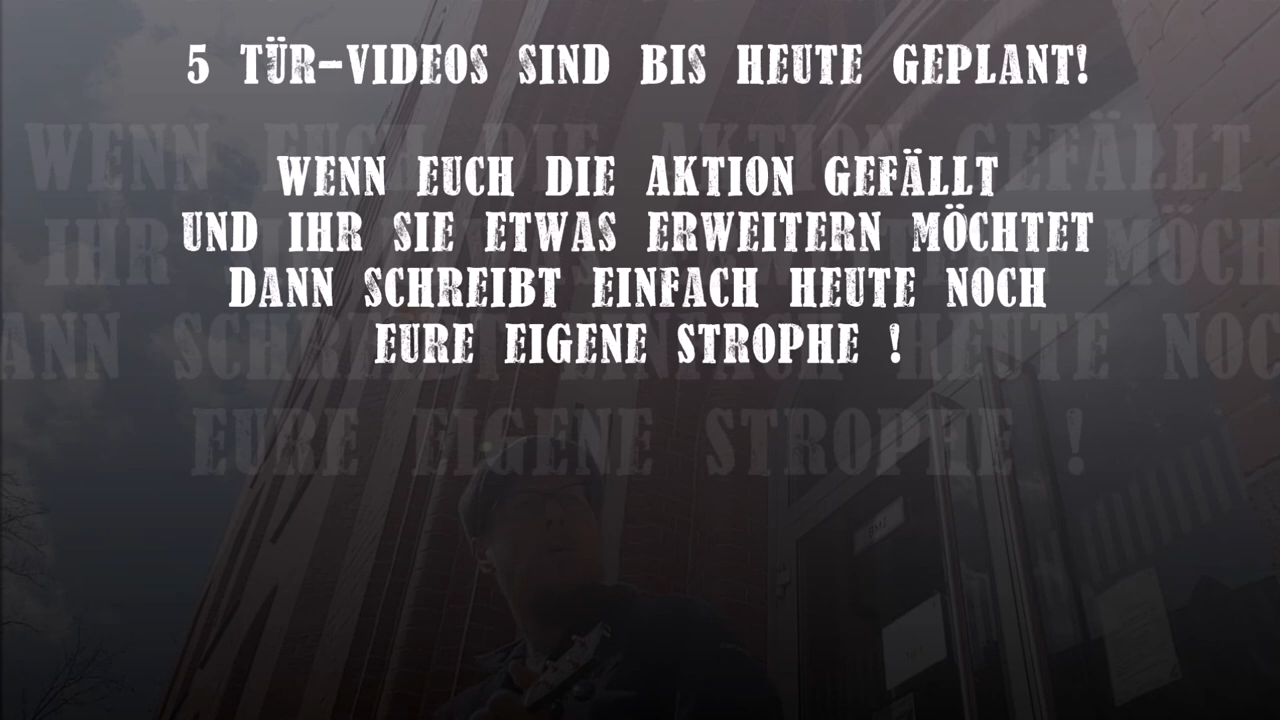 5 TÜR-VIDEOS SIND BIS HEUTE GEPLANT!
WENN EUCH DIE AKTION GEFÄLLT
UND IHR SIE ETWAS ERWEITERN MÖCHTET
DANN SCHREIBT EINFACH HEUTE NOCH
EURE EIGENE STROPHE !